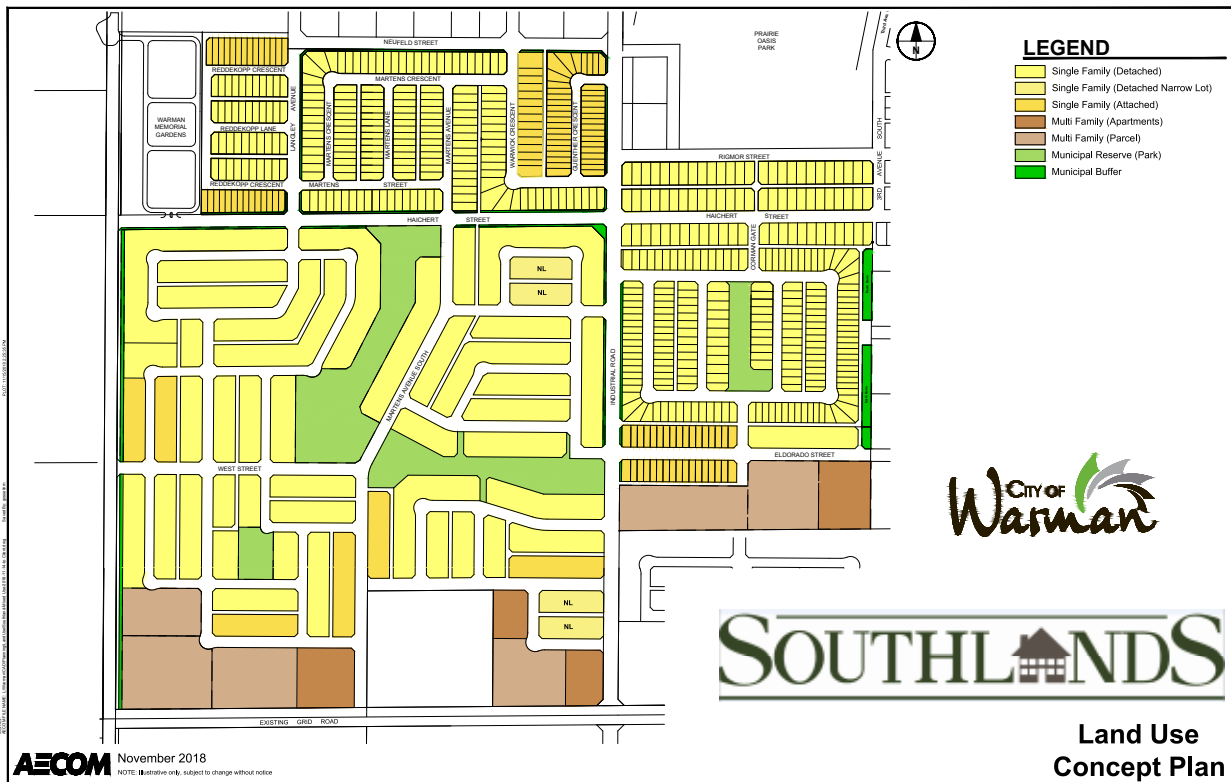 NEUFELD STREET
PRAIRIE
OASIS
PARK
N
LEGEND
Single Family (Detached)
Single Family (Detached Narrow Lot)
Single Family (Attached)
Multi Family (Apartments)
Multi Family (Parcel)
Municipal Reserve (Park)
Municipal Buffer
REDDEKOPP CRESCENT
MARTENS CRESCENT
LANGLEY AVENUE
MARTENS CRESCENT
MARTENS LANE
MARTENS AVENUE
WARWICK CRESCENT
GUENTHER CRESCENT
WARMAN
MEMORIAL
GARDENS
REDDEKOPP LANE
RIGMOR STREET
3RD AVENUE SOUTH
REDDEKOPP CRESCENT
MARTENS STREET
HAICHERT STREET
HAICHERT STREET
CORMAN GATE
NL
NL
MARTENS AVENUE SOUTH
INDUSTRIAL ROAD
WEST STREET
ELDORADO STREET
CITY OF
Warman
NL
NL
SOUTHLANDS
EXISTING GRID ROAD
Land Use
Concept Plan
AECOM
November 2018
NOTE: Illustrative only, subject to change without notice